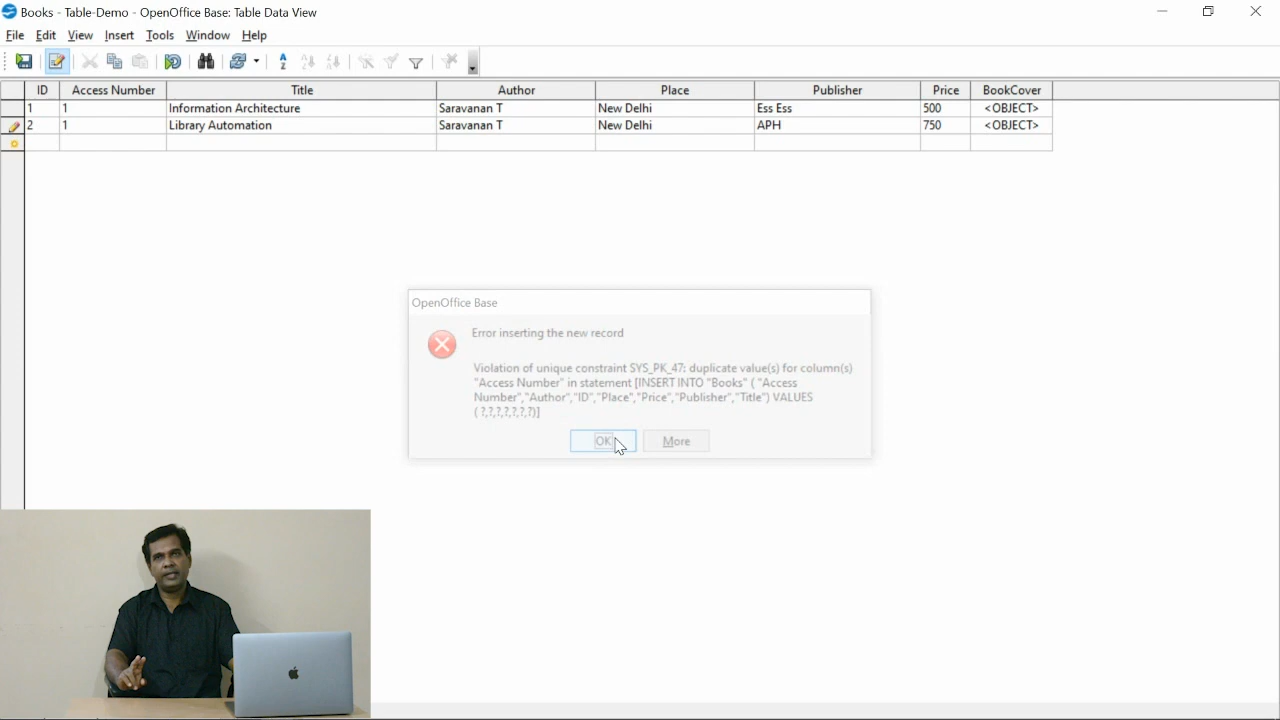 Books - Table-Demo - OpenOffice Base: Table Data View
File Edit View Insert Tools Window Help
ID Access Number Title Author Place Publisher Price BookCover
1 1 Information Architecture Saravanan T New Delhi Ess Ess 500 <OBJECT>
2 1 Library Automation Saravanan T New Delhi APH 750 <OBJECT>
OpenOffice Base
Error inserting the new record
Violation of unique constraint SYS_PK_47: duplicate value(s) for column(s)
"Access Number" in statement [INSERT INTO "Books" ( "Access
Number","Author","ID","Place","Price","Publisher","Title") VALUES
( ?,?,?,?,?,?,?)]
OK More